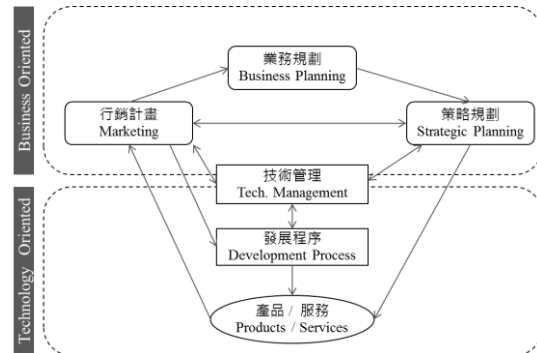 Business Oriented
業務規劃
Business Planning
行銷計畫
Marketing
策略規劃
Strategic Planning
技術管理
Tech. Management
Technology Oriented
發展程序
Development Process
產品 / 服務
Products / Services